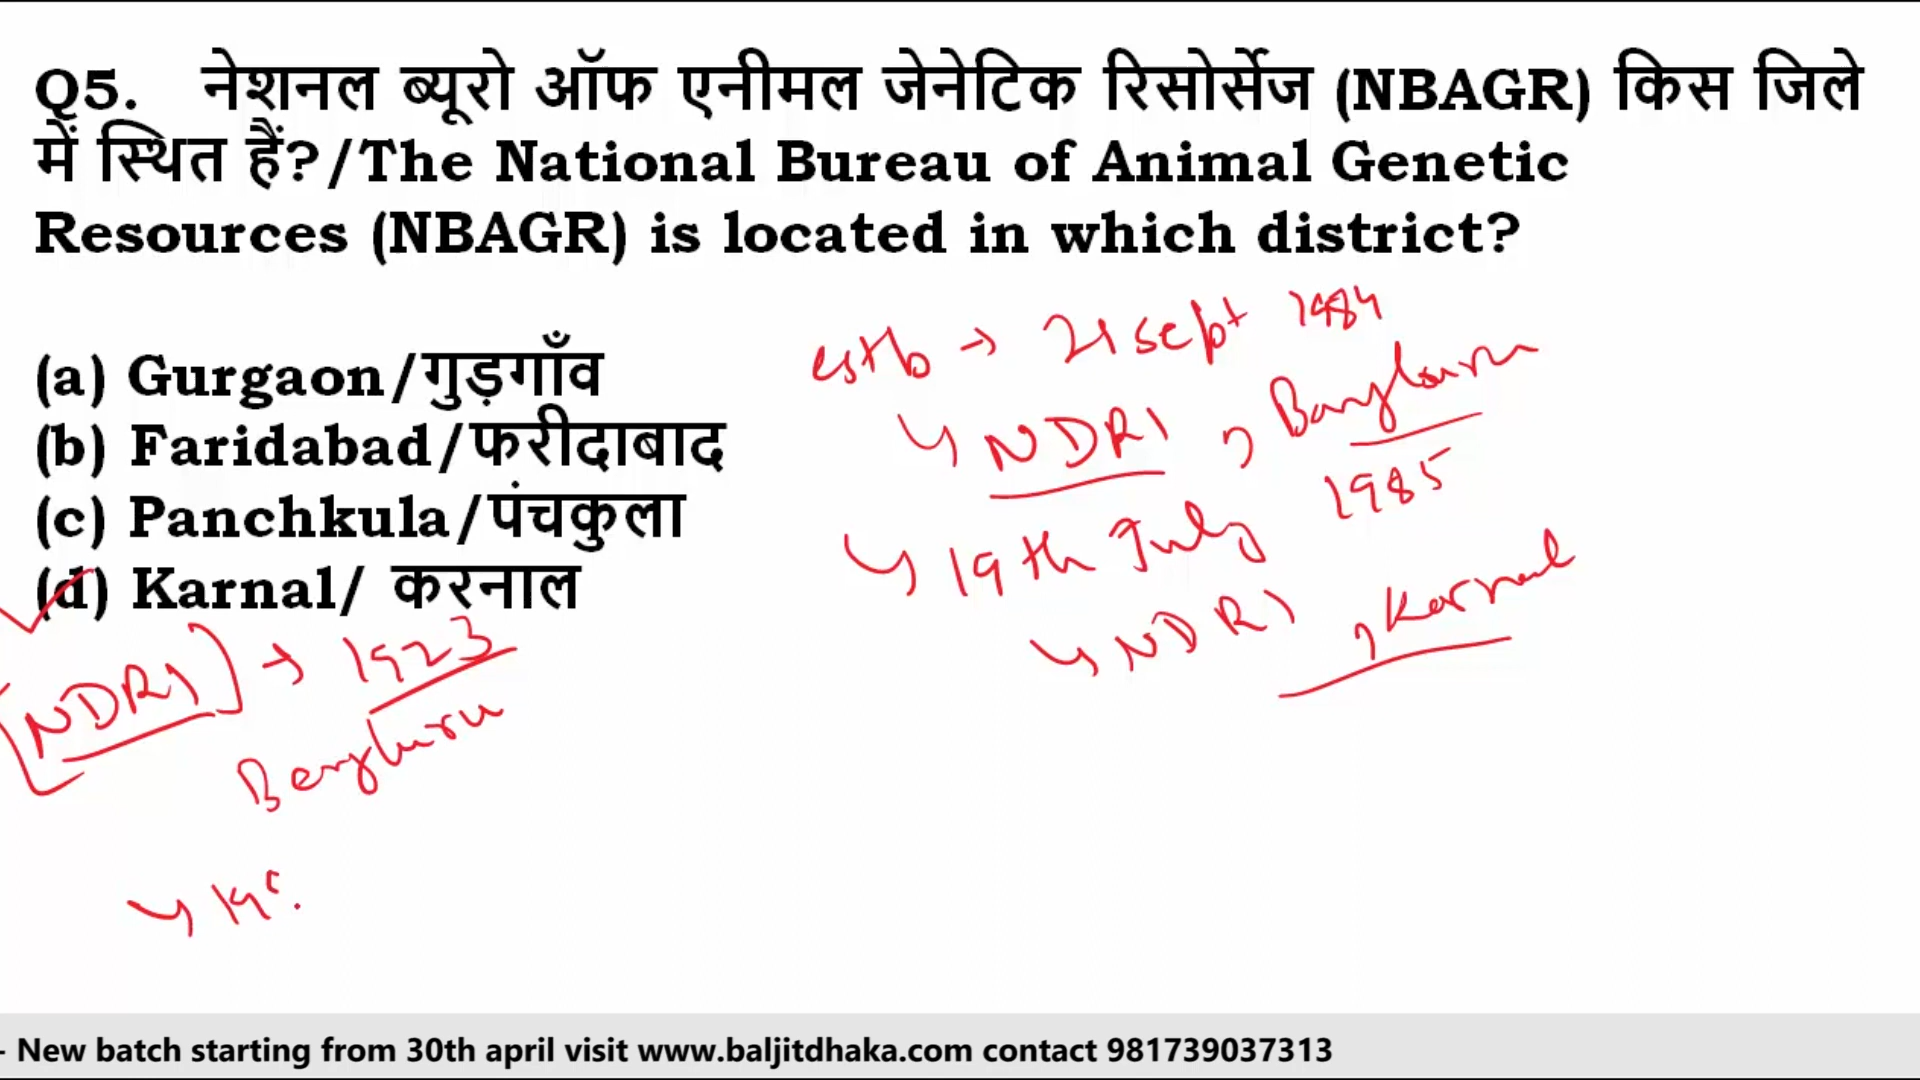 Q5. नेशनल ब्यूरो ऑफ एनीमल जेनेटिक रिसोर्सेज (NBAGR) किस जिले
में स्थित हैं?/The National Bureau of Animal Genetic
Resources (NBAGR) is located in which district?
(a) Gurgaon/गुड़गाँव
(b) Faridabad/फरीदाबाद
(c) Panchkula/पंचकुला
(d) Karnal/ करनाल
estb → 21 sept 1984
NDRI, Bangluru
1985
19th July
NDRI, Karnal
[NDRI] → 1923
Bengluru
- New batch starting from 30th april visit www.baljitdhaka.com contact 981739037313